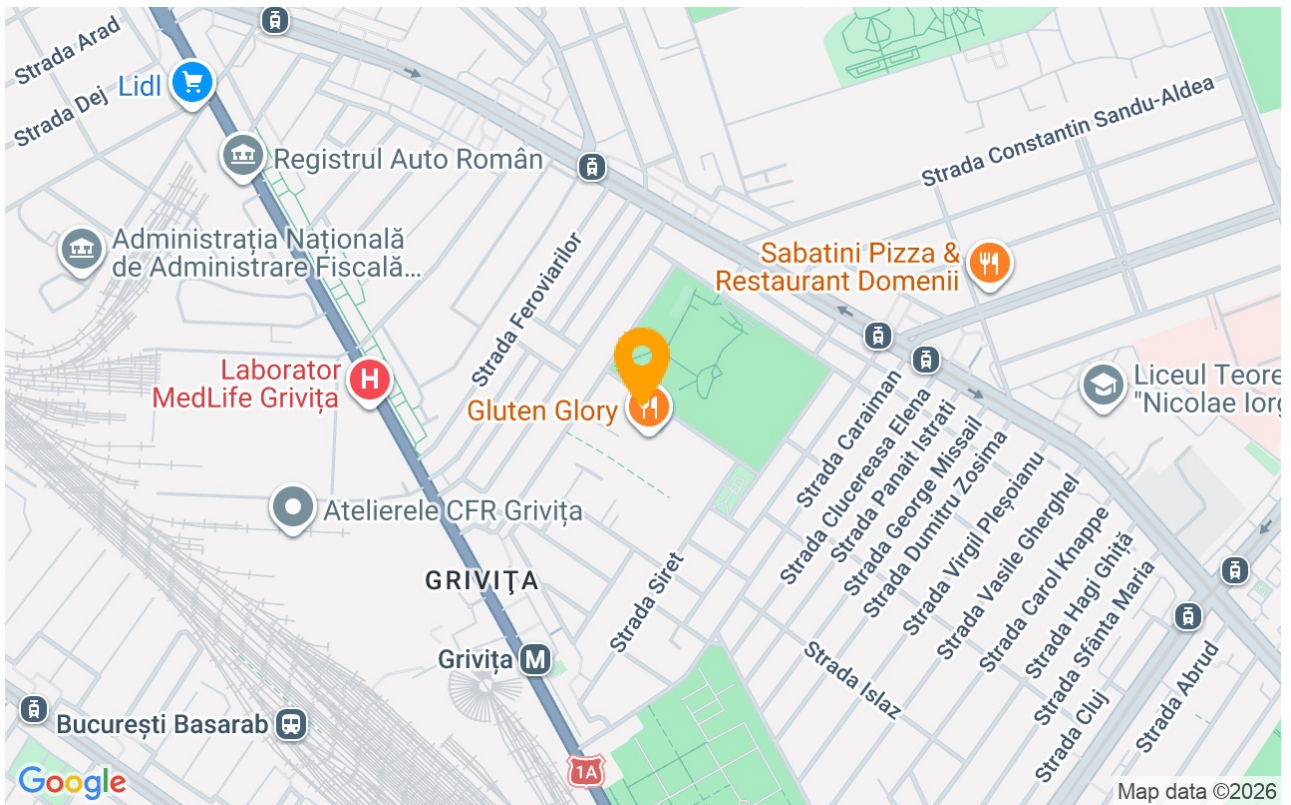 Strada Arad
Lidl
Strada Dej
Registrul Auto Român
Strada Constantin Sandu-Aldea
Administrația Națională
de Administrare Fiscală...
Strada Feroviarilor
Sabatini Pizza &
Restaurant Domenii
Laborator
MedLife Grivița
H
Gluten Glory
Liceul Teore
"Nicolae Iorg
Strada Caraiman
Strada Clucereasa Elena
Strada Panait Istrati
Strada George Missail
Strada Dumitru Zosima
Strada Virgil Pleșoianu
Strada Vasile Gherghel
Strada Carol Knappe
Strada Hagi Ghiță
Strada Sfânta Maria
Strada Cluj
Strada Abrud
Atelierele CFR Grivița
GRIVIŢA
Strada Siret
Strada Islaz
Grivița M
București Basarab
1A
Google
Map data ©2026